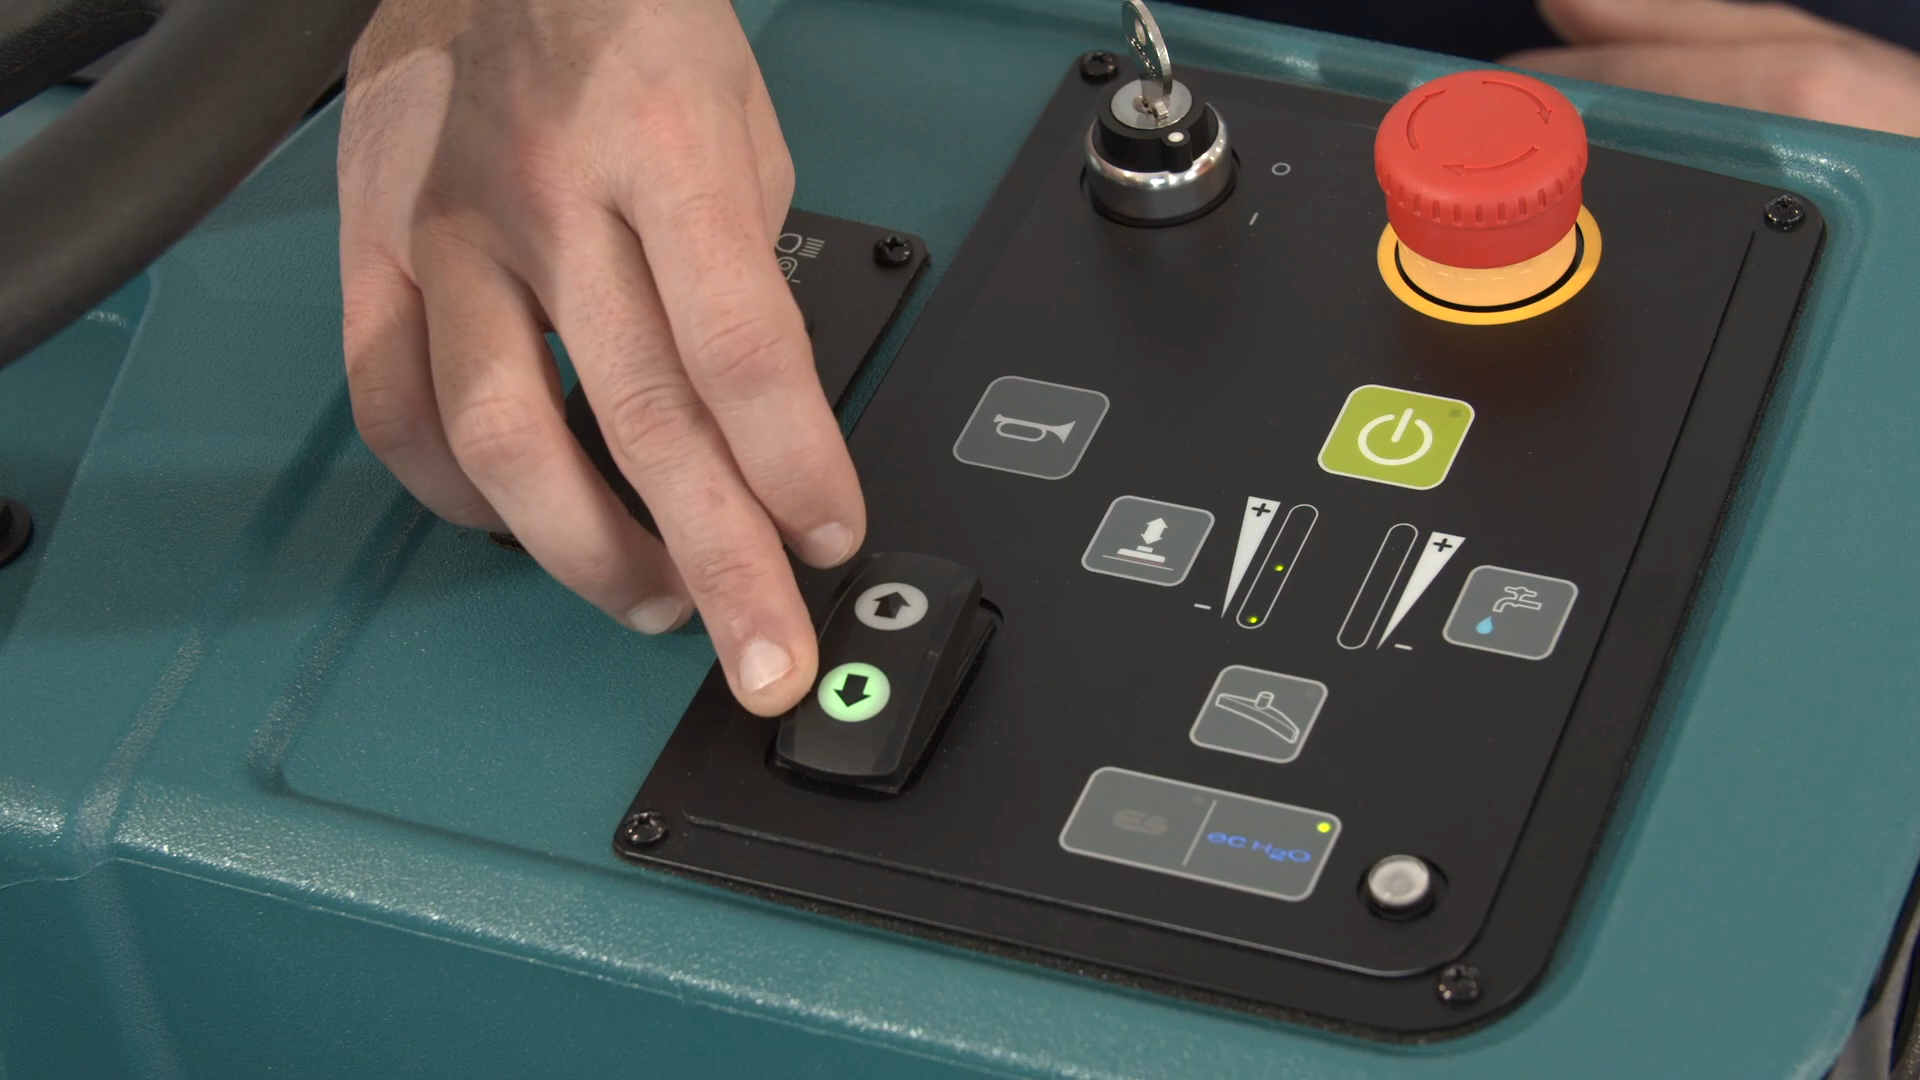 O
I
+
+
-
-
ES
ec H2O